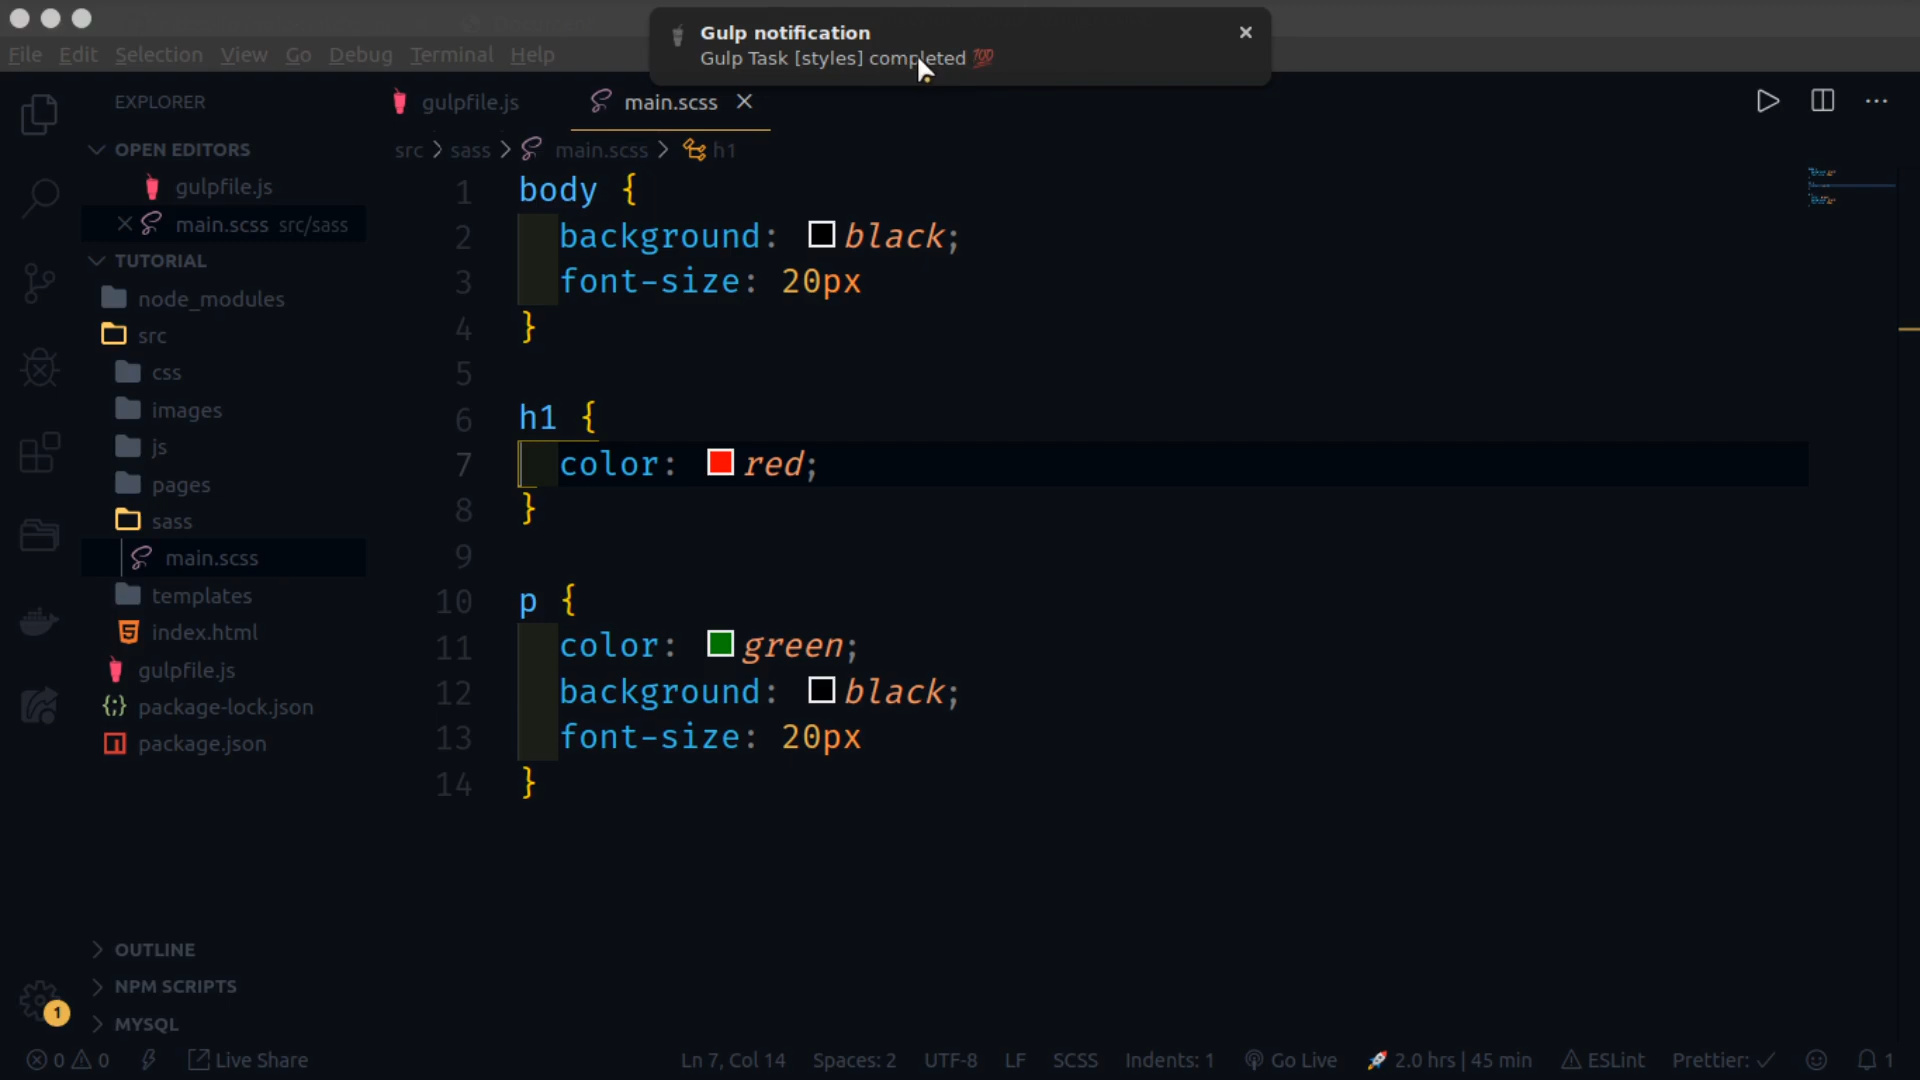 Gulp notification
Gulp Task [styles] completed 💯
File Edit Selection View Go Debug Terminal Help
EXPLORER
OPEN EDITORS
gulpfile.js
main.scss src/sass
TUTORIAL
node_modules
src
css
images
js
pages
sass
main.scss
templates
index.html
gulpfile.js
package-lock.json
package.json
OUTLINE
NPM SCRIPTS
MYSQL
gulpfile.js main.scss
src > sass > main.scss > h1
1 body {
2 background: black;
3 font-size: 20px
4 }
5
6 h1 {
7 color: red;
8 }
9
10 p {
11 color: green;
12 background: black;
13 font-size: 20px
14 }
1
0 0 Live Share Ln 7, Col 14 Spaces: 2 UTF-8 LF SCSS Indents: 1 Go Live 🚀 2.0 hrs | 45 min ESLint Prettier: ✓ 1